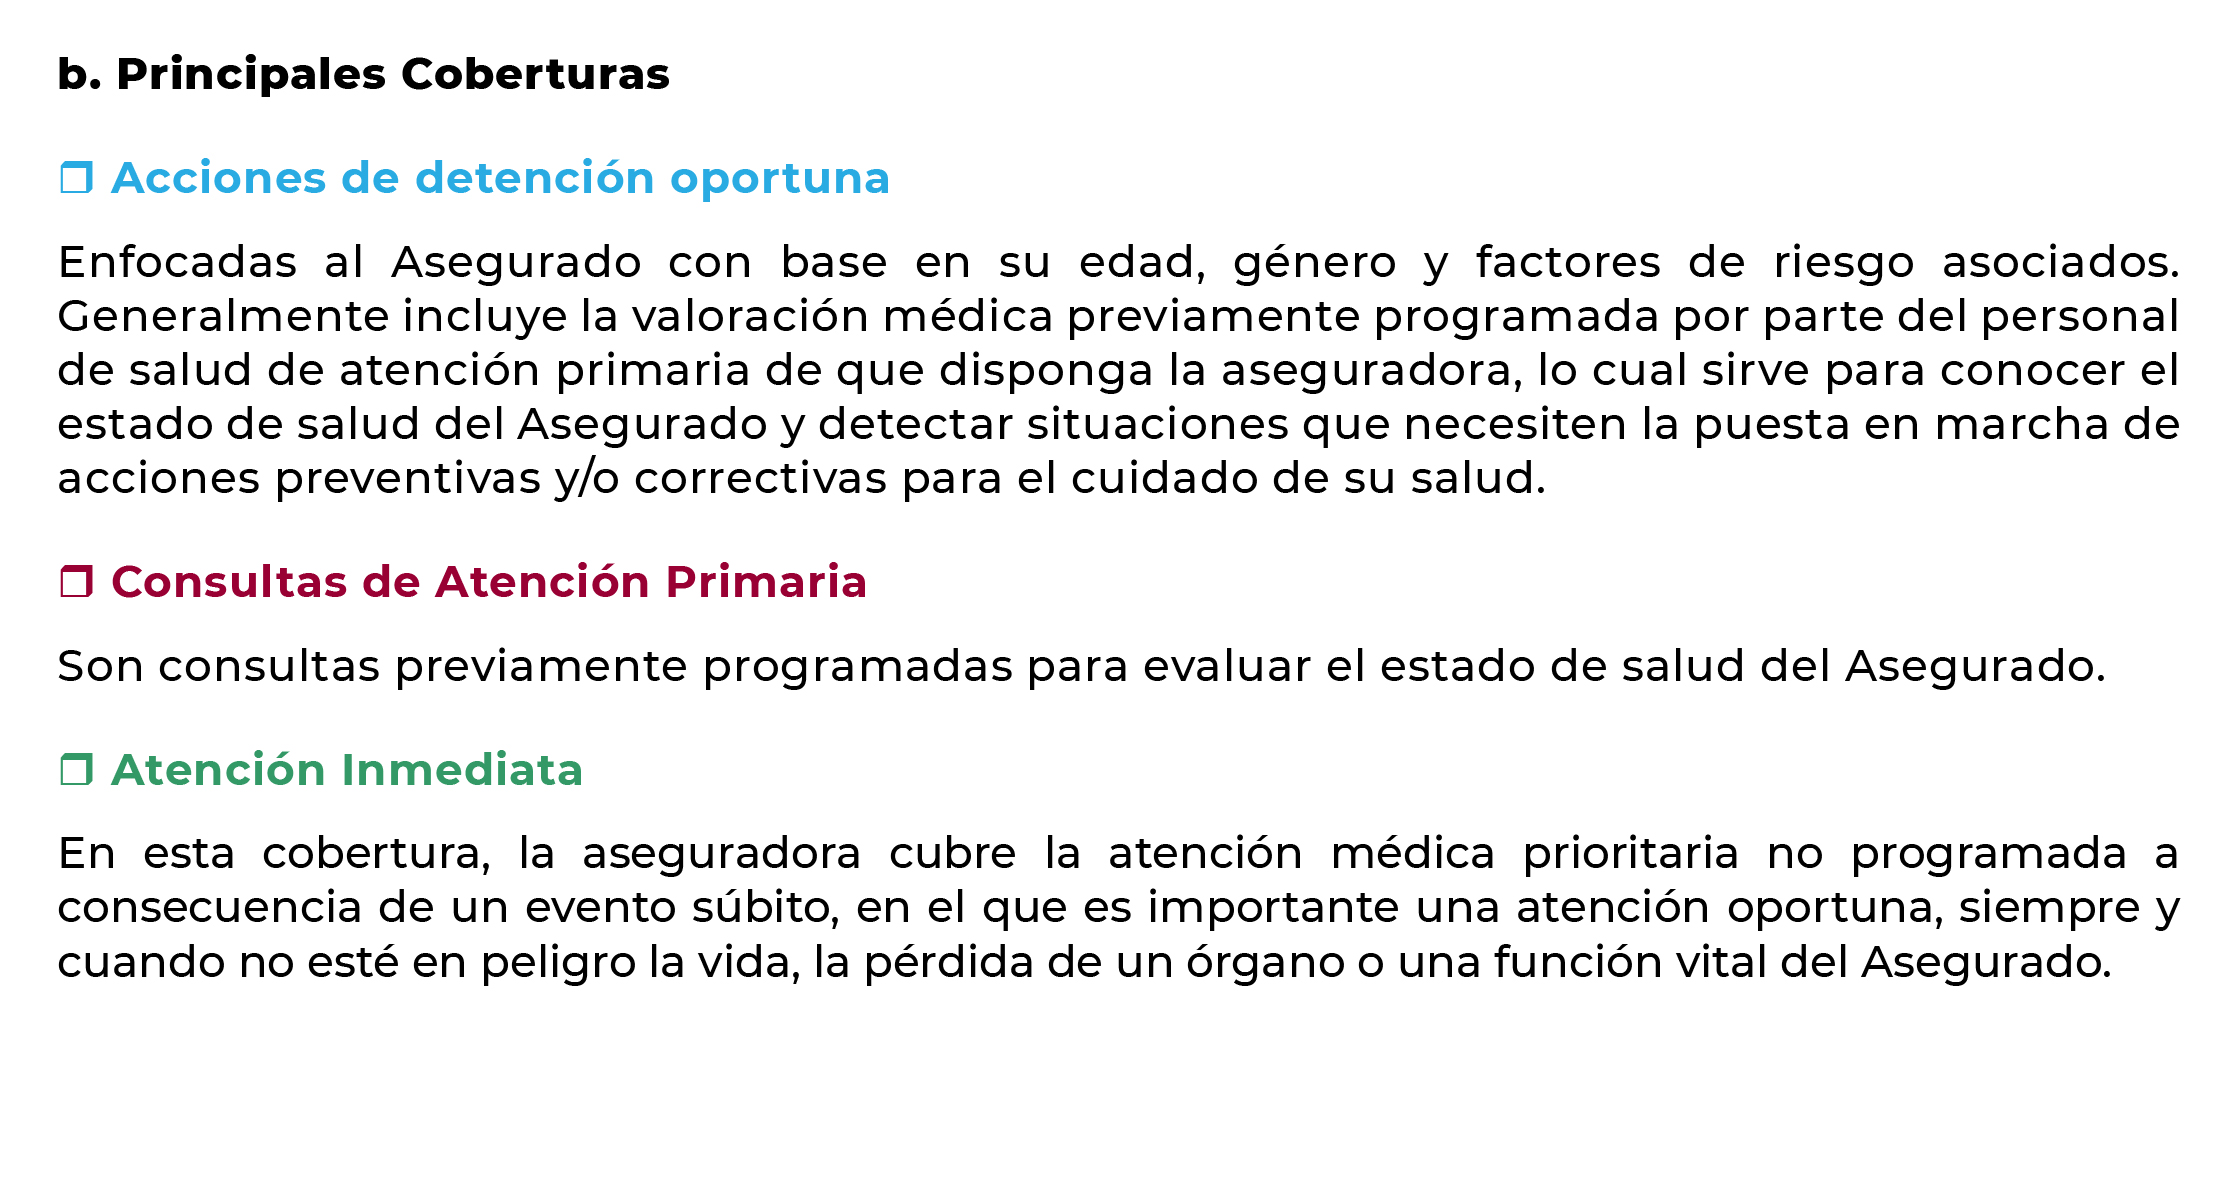 b. Principales Coberturas
❒ Acciones de detención oportuna
Enfocadas al Asegurado con base en su edad, género y factores de riesgo asociados.
Generalmente incluye la valoración médica previamente programada por parte del personal
de salud de atención primaria de que disponga la aseguradora, lo cual sirve para conocer el
estado de salud del Asegurado y detectar situaciones que necesiten la puesta en marcha de
acciones preventivas y/o correctivas para el cuidado de su salud.
❒ Consultas de Atención Primaria
Son consultas previamente programadas para evaluar el estado de salud del Asegurado.
❒ Atención Inmediata
En esta cobertura, la aseguradora cubre la atención médica prioritaria no programada a
consecuencia de un evento súbito, en el que es importante una atención oportuna, siempre y
cuando no esté en peligro la vida, la pérdida de un órgano o una función vital del Asegurado.